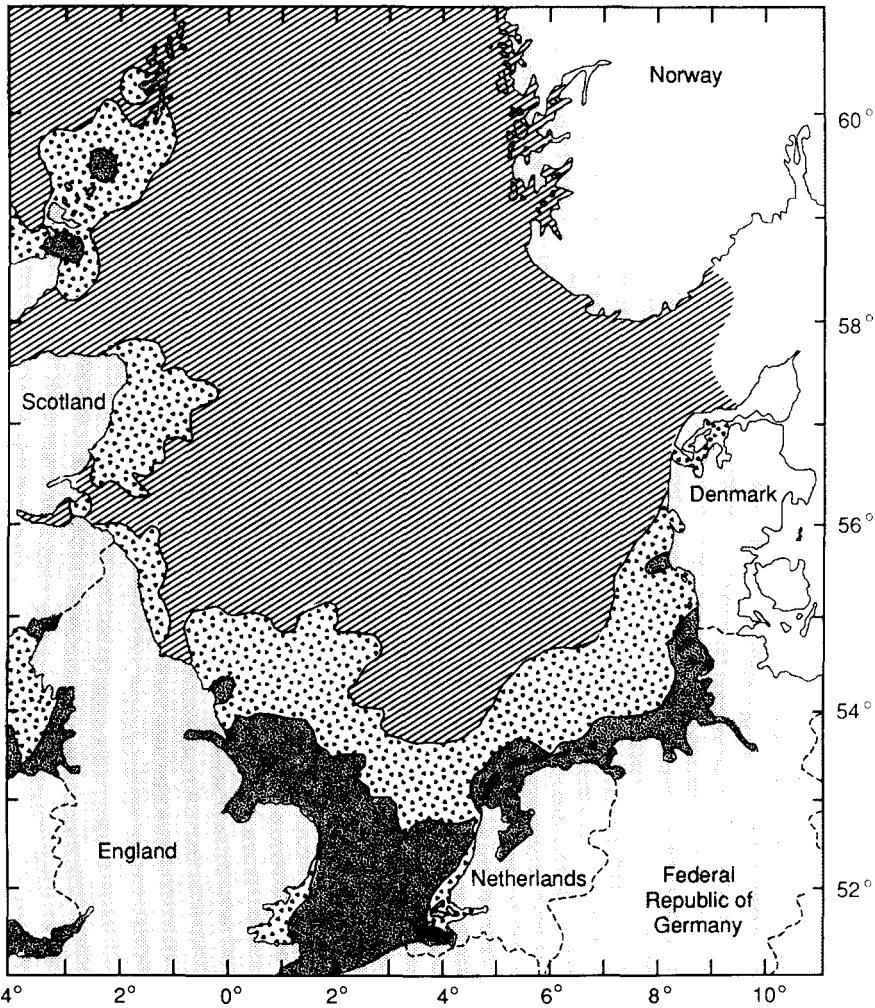 Norway
60°
58°
Scotland
Denmark
56°
54°
England
Netherlands
Federal
Republic of
Germany
52°
4°
2°
0°
2°
4°
6°
8°
10°